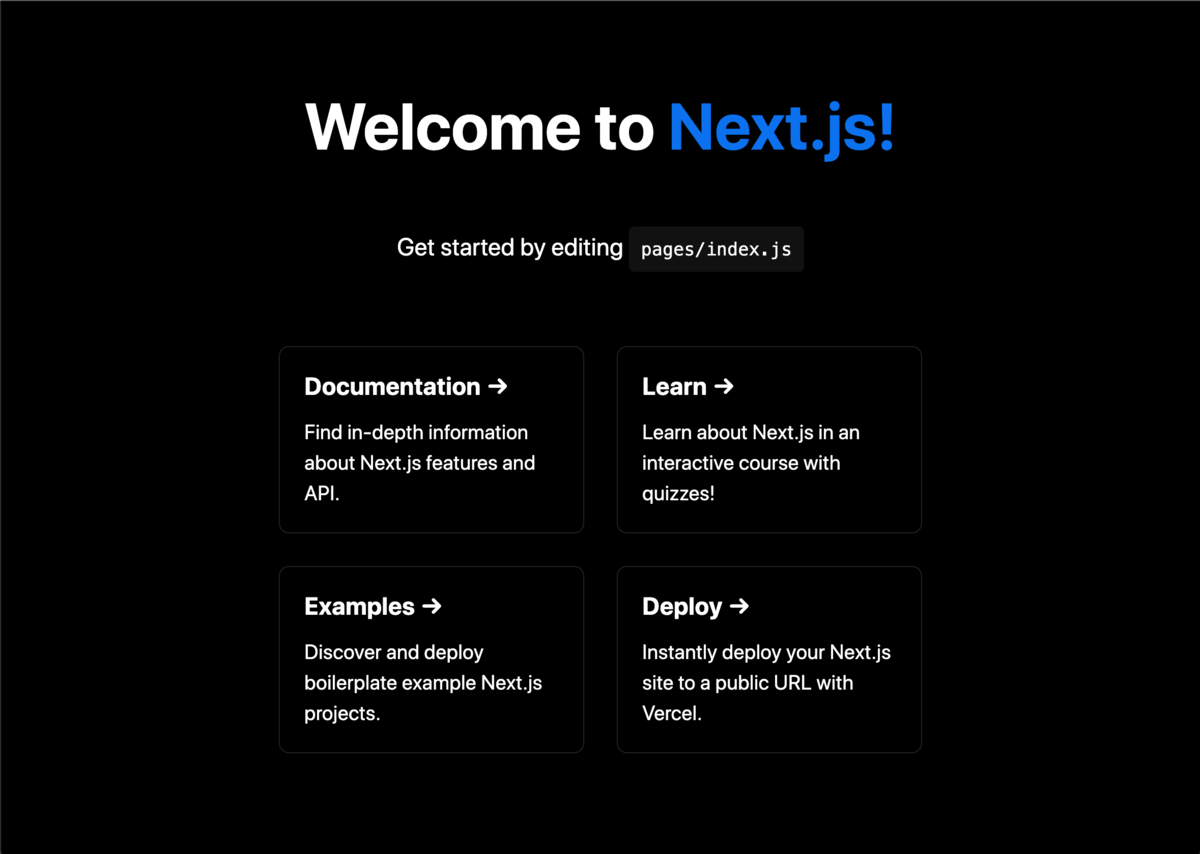 Welcome to Next.js!
Get started by editing pages/index.js
Documentation →
Find in-depth information
about Next.js features and
API.
Learn →
Learn about Next.js in an
interactive course with
quizzes!
Examples →
Discover and deploy
boilerplate example Next.js
projects.
Deploy →
Instantly deploy your Next.js
site to a public URL with
Vercel.